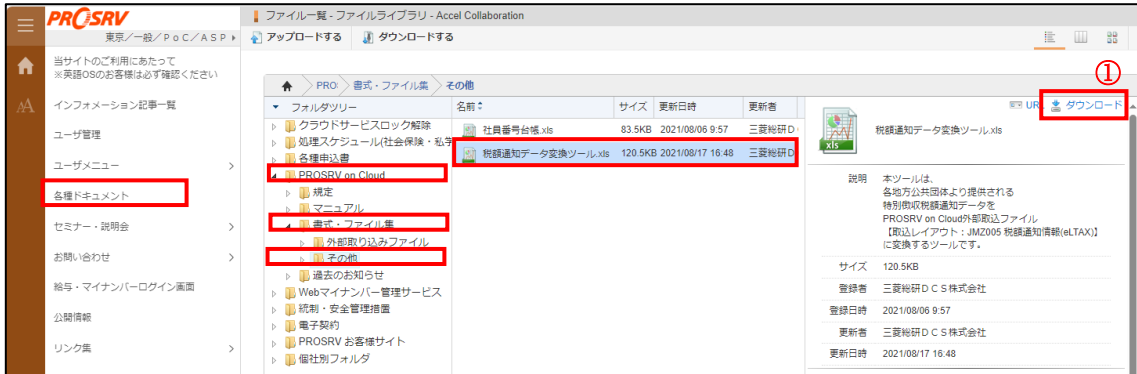 PROSRV
東京／一般／ＰｏＣ／ＡＳＰ
ファイル一覧 - ファイルライブラリ - Accel Collaboration
アップロードする ダウンロードする
当サイトのご利用にあたって
※英語OSのお客様は必ず確認ください
インフォメーション記事一覧
ユーザ管理
ユーザメニュー
各種ドキュメント
セミナー・説明会
お問い合わせ
給与・マイナンバーログイン画面
公開情報
リンク集
AA
PRO 書式・ファイル集 その他
フォルダツリー
クラウドサービスロック解除
処理スケジュール(社会保険・私学
各種申込書
PROSRV on Cloud
規定
マニュアル
書式・ファイル集
外部取り込みファイル
その他
過去のお知らせ
Webマイナンバー管理サービス
統制・安全管理措置
電子契約
PROSRV お客様サイト
個社別フォルダ
名前 サイズ 更新日時 更新者
社員番号台帳.xls 83.5KB 2021/08/06 9:57 三菱総研Ｄ
税額通知データ変換ツール.xls 120.5KB 2021/08/17 16:48 三菱総研D
①
UR ダウンロード
xls
税額通知データ変換ツール.xls
説明 本ツールは、
各地方公共団体より提供される
特別徴収税額通知データを
PROSRV on Cloud外部取込ファイル
【取込レイアウト：JMZ005 税額通知情報(eLTAX)】
に変換するツールです。
サイズ 120.5KB
登録者 三菱総研ＤＣＳ株式会社
登録日時 2021/08/06 9:57
更新者 三菱総研ＤＣＳ株式会社
更新日時 2021/08/17 16:48